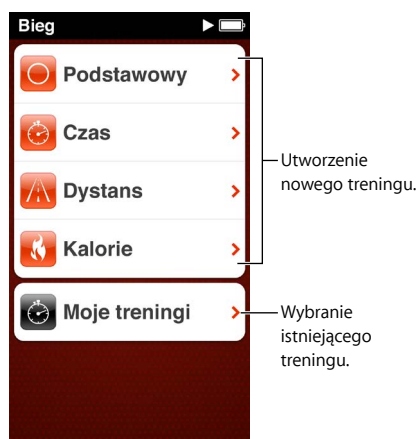 Bieg
Podstawowy
Czas
Dystans
Kalorie
Moje treningi
Utworzenie
nowego treningu.
Wybranie
istniejącego
treningu.